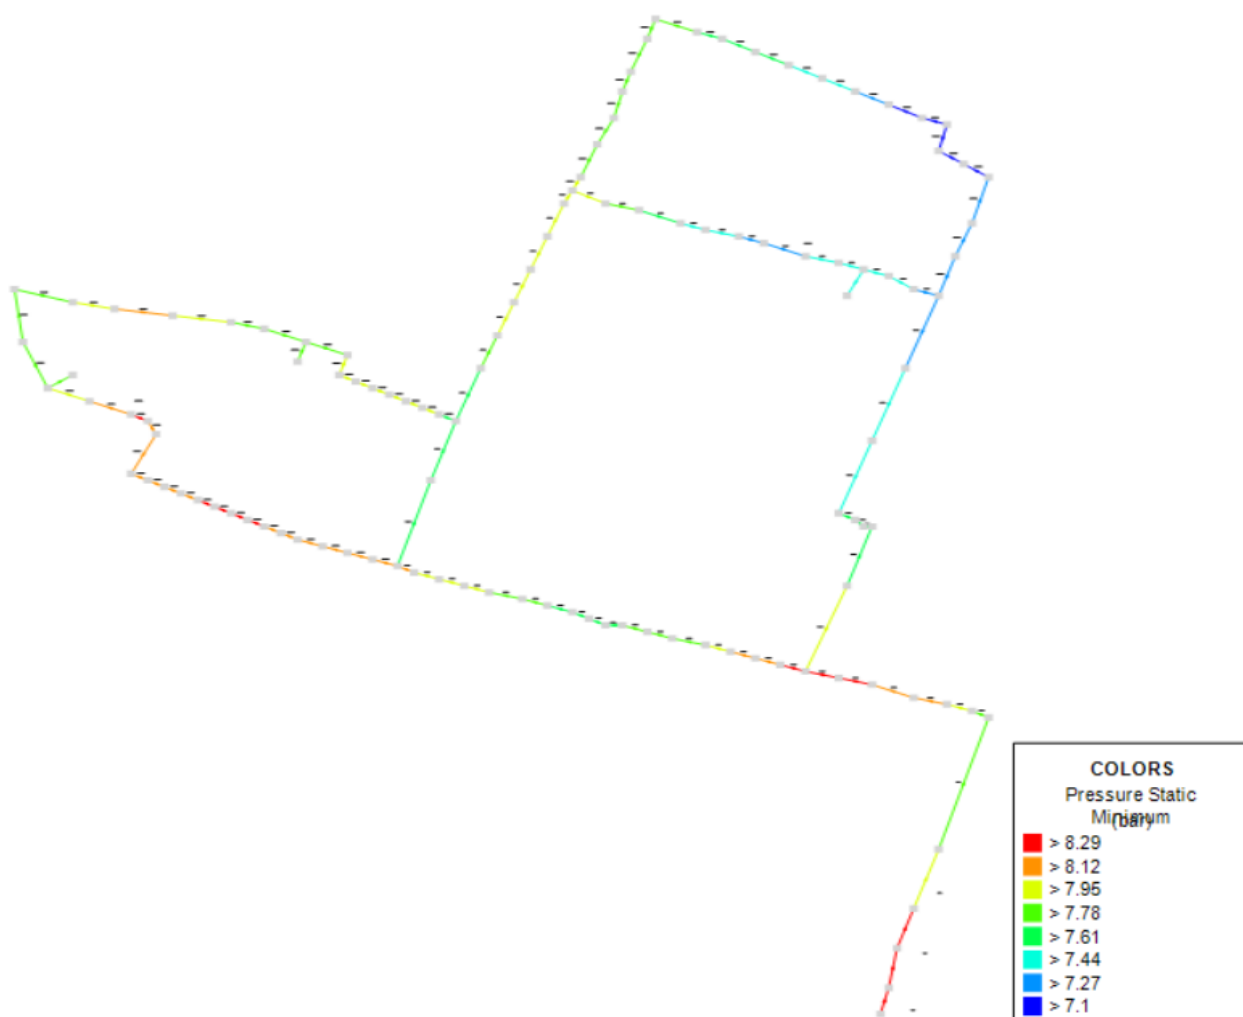 COLORS
Pressure Static
Minimum
(bar)
> 8.29
> 8.12
> 7.95
> 7.78
> 7.61
> 7.44
> 7.27
> 7.1